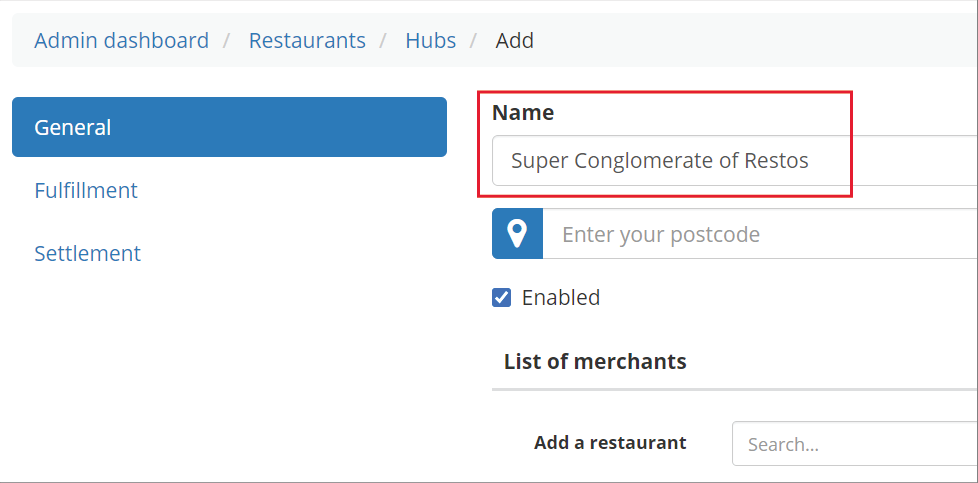 Admin dashboard / Restaurants / Hubs / Add
General
Fulfillment
Settlement
Name
Super Conglomerate of Restos
Enter your postcode
Enabled
List of merchants
Add a restaurant
Search...